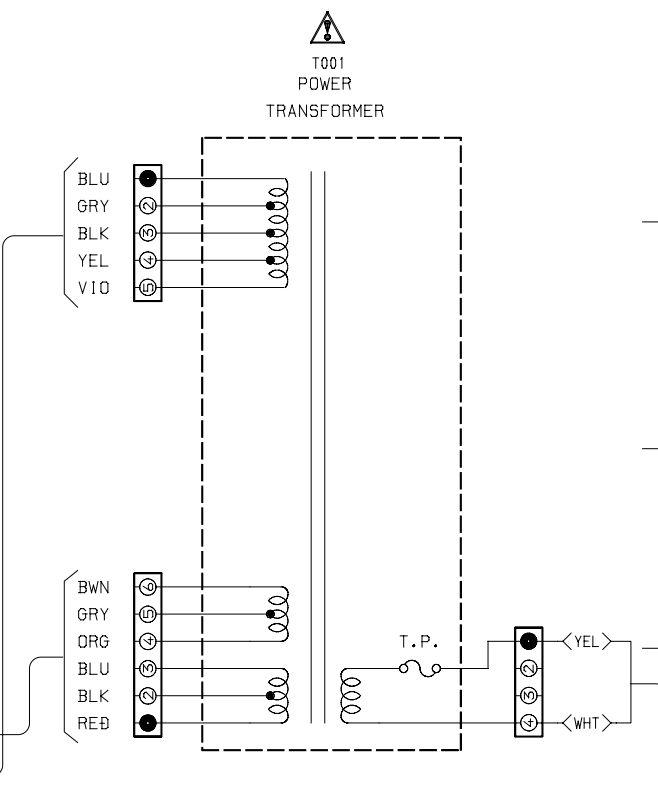 T001
POWER
TRANSFORMER
BLU
GRY 2
BLK 3
YEL 4
VIO 5
BWN 6
GRY 5
ORG 4
BLU 3
BLK 2
RED
T.P.
YEL
2
3
4 WHT